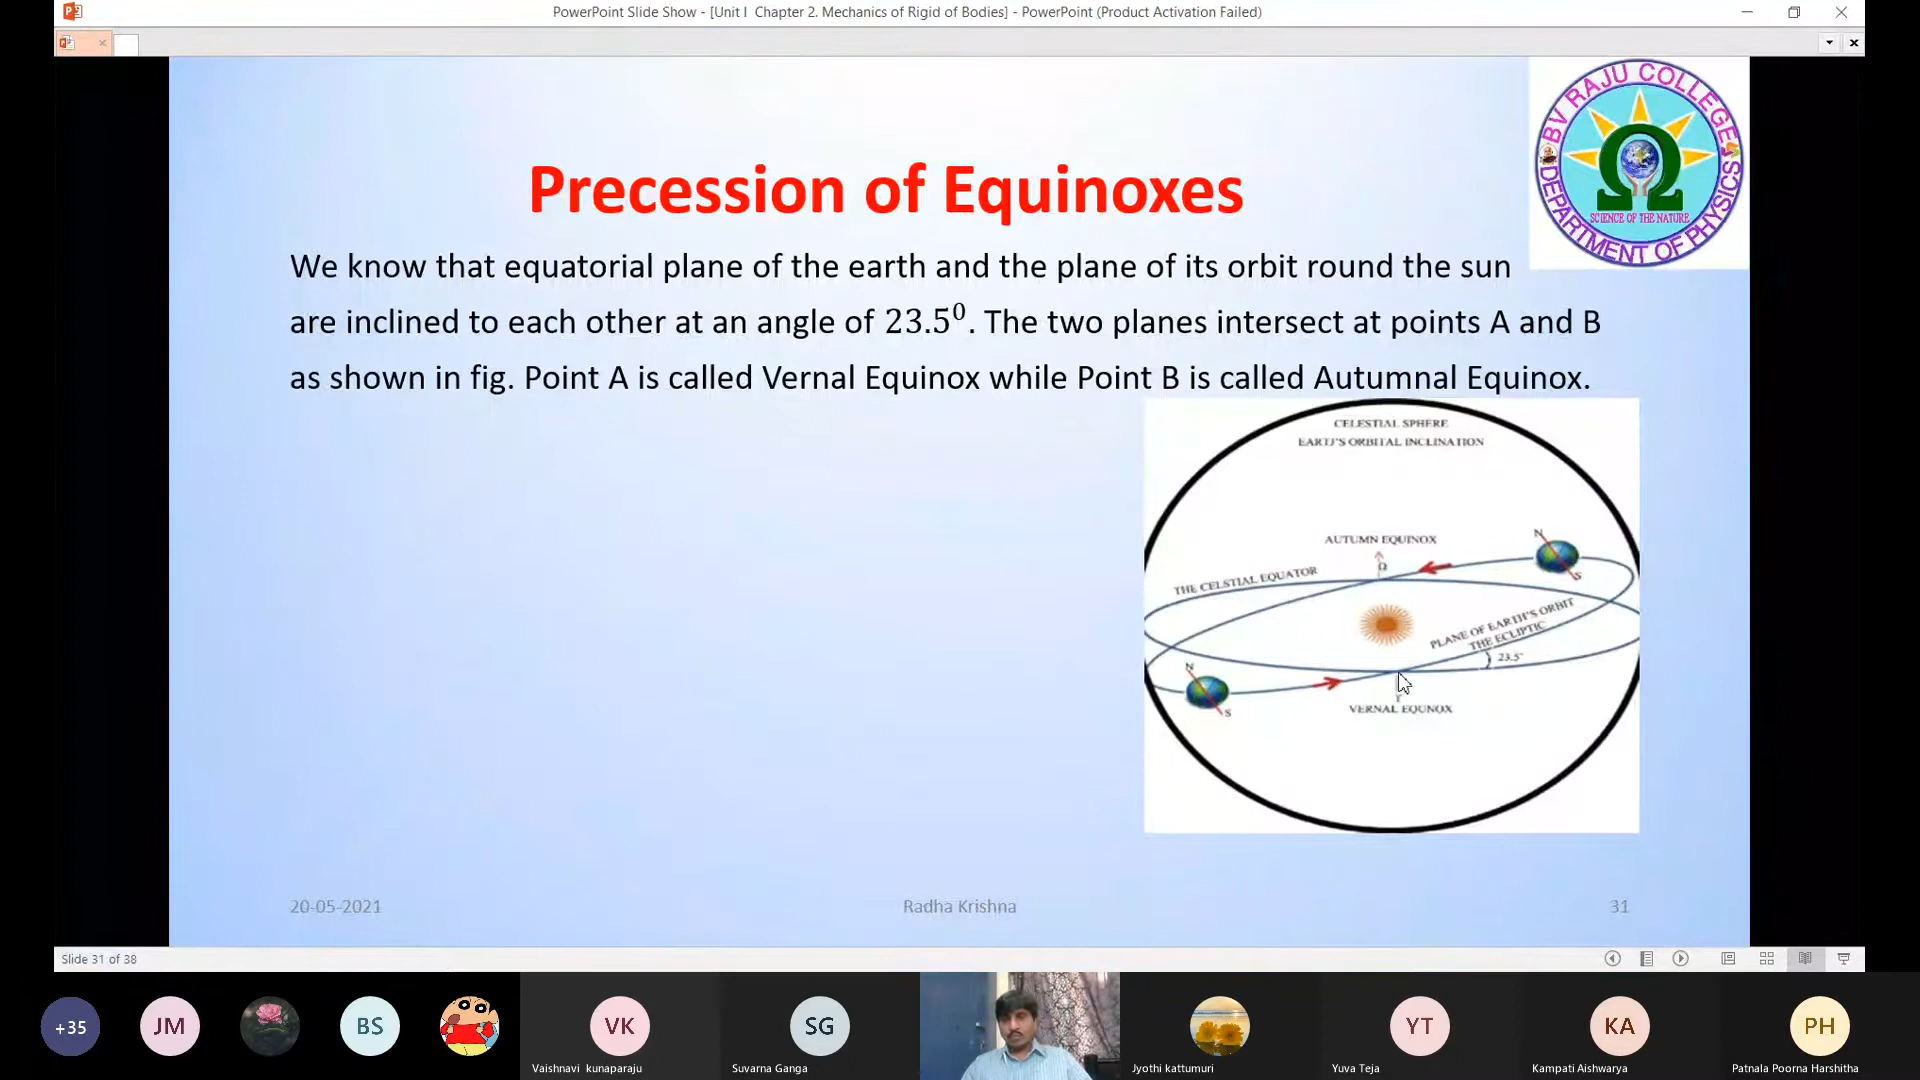 PowerPoint Slide Show - [Unit I Chapter 2. Mechanics of Rigid of Bodies] - PowerPoint (Product Activation Failed)
BV RAJU COLLEGE
SCIENCE OF THE NATURE
DEPARTMENT OF PHYSICS
Precession of Equinoxes
We know that equatorial plane of the earth and the plane of its orbit round the sun
are inclined to each other at an angle of 23.5⁰. The two planes intersect at points A and B
as shown in fig. Point A is called Vernal Equinox while Point B is called Autumnal Equinox.
CELESTIAL SPHERE
EARTJ'S ORBITAL INCLINATION
AUTUMN EQUINOX
N
S
THE CELSTIAL EQUATOR
PLANE OF EARTH'S ORBIT
THE ECLIPTIC
23.5°
N
S
VERNAL EQUNOX
20-05-2021
Radha Krishna
31
Slide 31 of 38
+35
JM
BS
VK
SG
YT
KA
PH
Vaishnavi kunaparaju
Suvarna Ganga
Jyothi kattumuri
Yuva Teja
Kampati Aishwarya
Patnala Poorna Harshitha